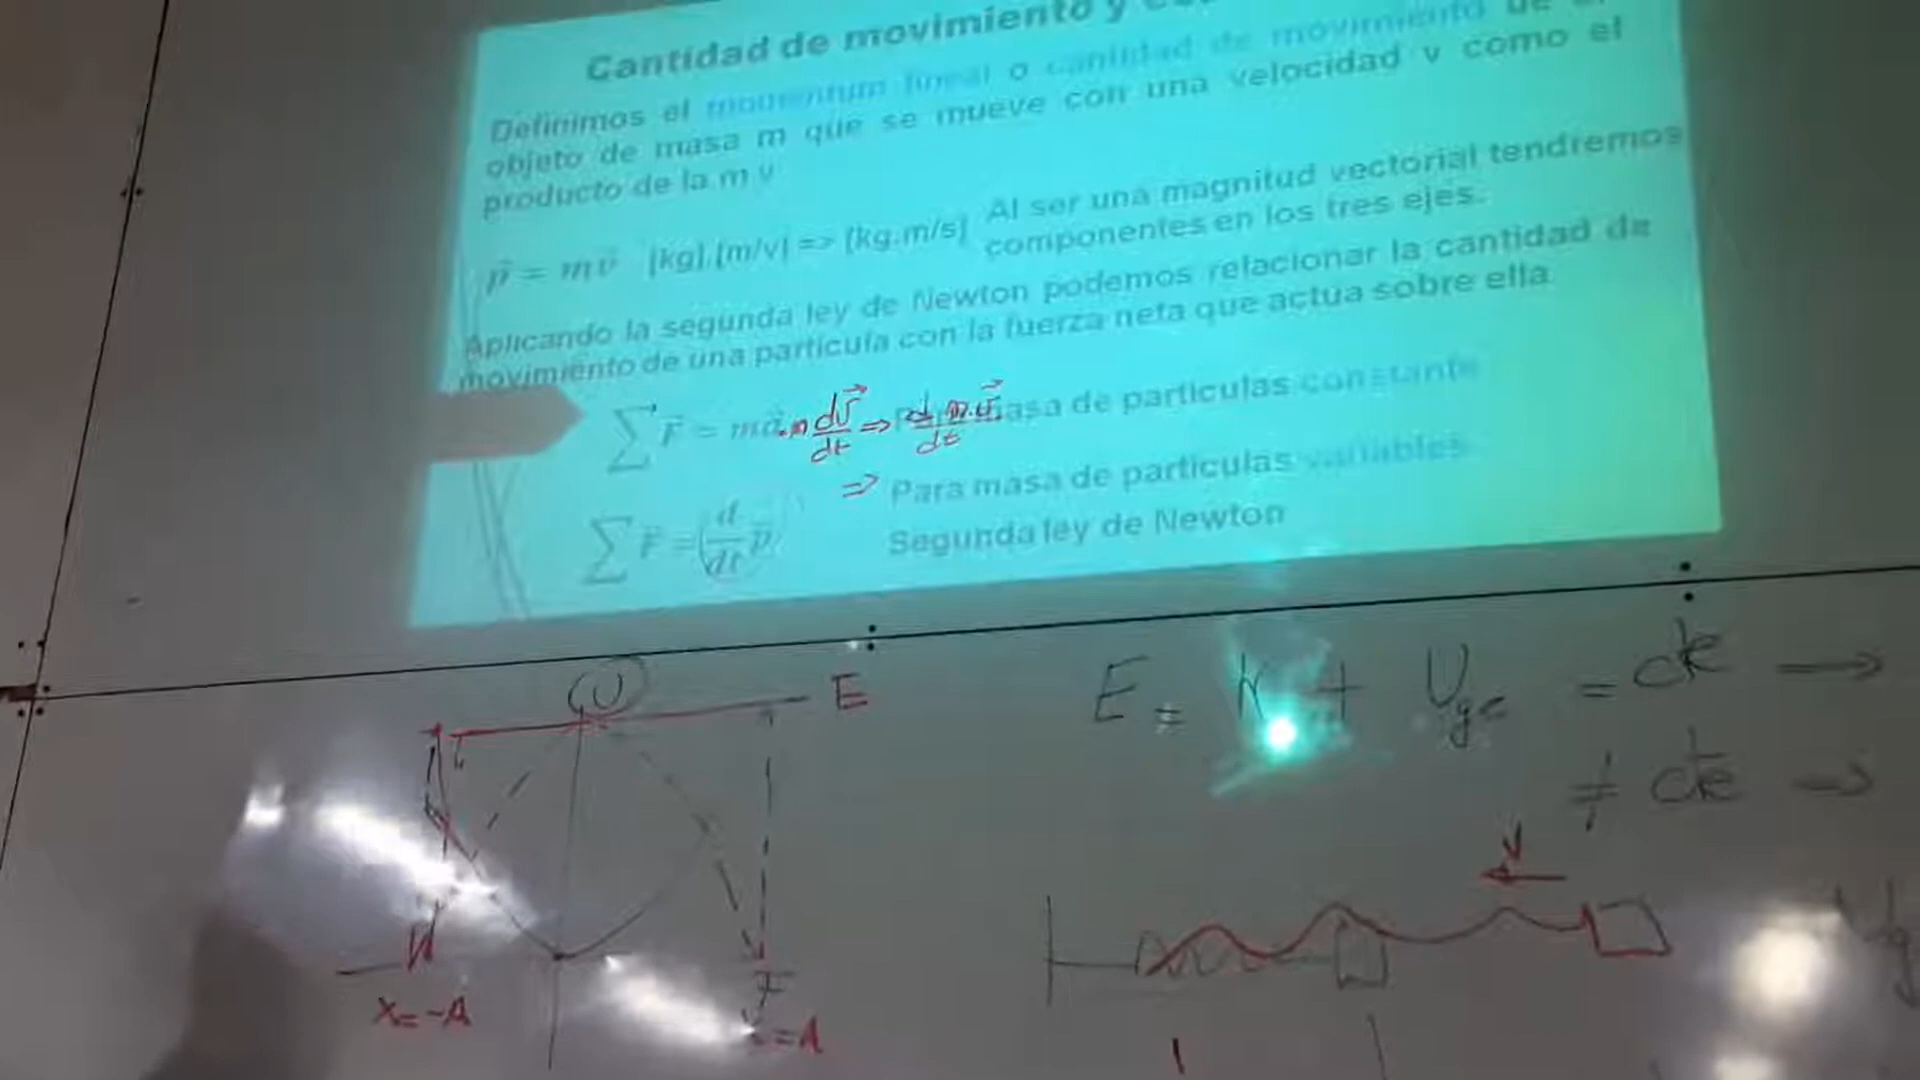 Cantidad de movimiento y
Definimos el momentum lineal o cantidad de movimiento de
objeto de masa m que se mueve con una velocidad v como el
producto de la m v
p⃗ = mv⃗ [kg].[m/v] => [kg.m/s] Al ser una magnitud vectorial tendremos
componentes en los tres ejes.
Aplicando la segunda ley de Newton podemos relacionar la cantidad de
movimiento de una particula con la fuerza neta que actua sobre ella
∑F⃗ = ma⃗ = m dv⃗/dt => d m.v⃗/dt masa de particulas constante
=> Para masa de particulas variables
∑F⃗ = (d/dt p⃗) Segunda ley de Newton
U E
E = K + Uge = cte →
≠ cte →
V
x = -A
x = A